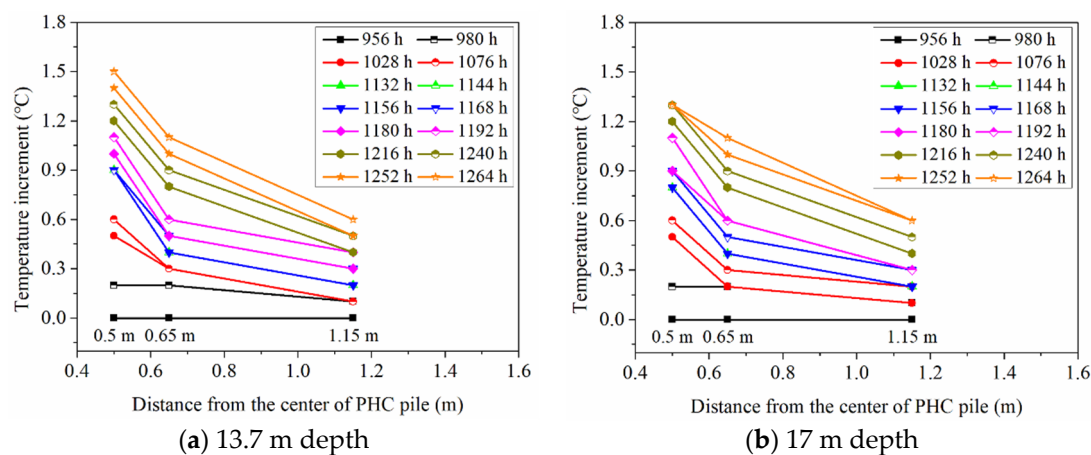 1.8
1.5
1.2
0.9
0.6
0.3
0.0
Temperature increment (℃)
956 h 980 h
1028 h 1076 h
1132 h 1144 h
1156 h 1168 h
1180 h 1192 h
1216 h 1240 h
1252 h 1264 h
0.5 m 0.65 m 1.15 m
0.4 0.6 0.8 1.0 1.2 1.4 1.6
Distance from the center of PHC pile (m)
(a) 13.7 m depth
1.8
1.5
1.2
0.9
0.6
0.3
0.0
Temperature increment (℃)
956 h 980 h
1028 h 1076 h
1132 h 1144 h
1156 h 1168 h
1180 h 1192 h
1216 h 1240 h
1252 h 1264 h
0.5 m 0.65 m 1.15 m
0.4 0.6 0.8 1.0 1.2 1.4 1.6
Distance from the center of PHC pile (m)
(b) 17 m depth